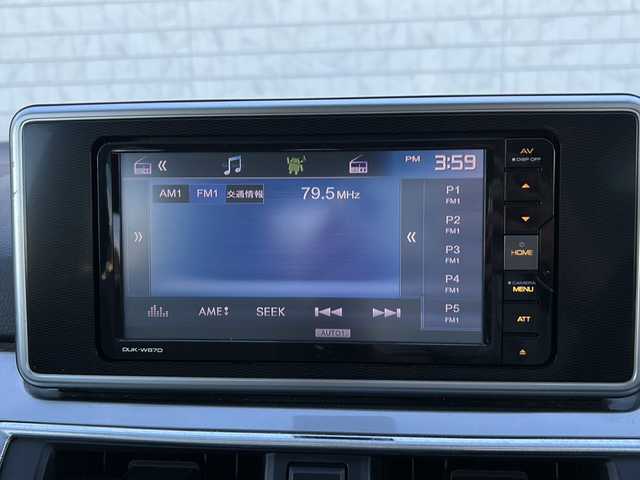 PM 3:59
AM1 FM1 交通情報 79.5MHz
P1
FM1
P2
FM1
P3
FM1
P4
FM1
P5
FM1
AME SEEK
AUTO1
DUK-W67D
AV
DISP OFF
HOME
CAMERA
MENU
ATT